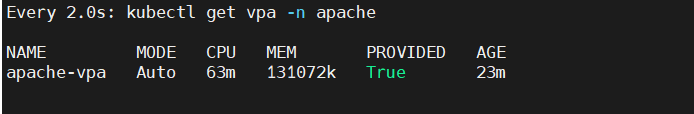 Every 2.0s: kubectl get vpa -n apache
NAME MODE CPU MEM PROVIDED AGE
apache-vpa Auto 63m 131072k True 23m